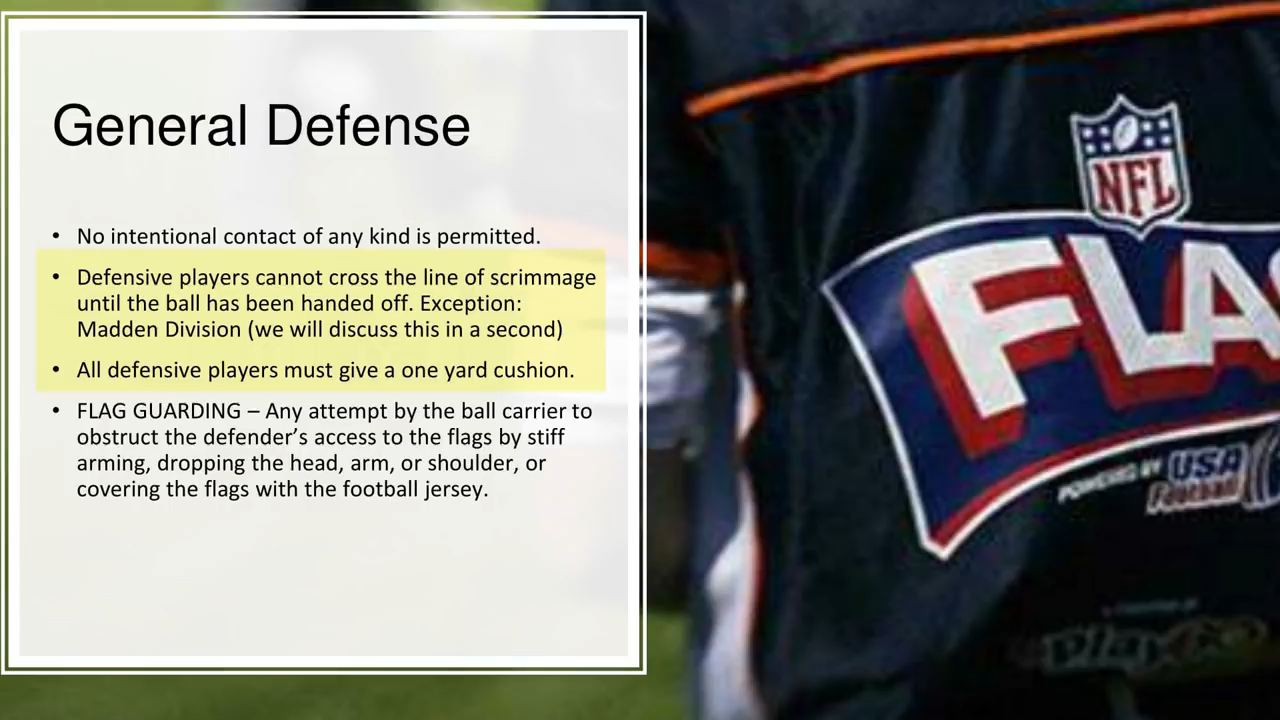 General Defense
• No intentional contact of any kind is permitted.
• Defensive players cannot cross the line of scrimmage
until the ball has been handed off. Exception:
Madden Division (we will discuss this in a second)
• All defensive players must give a one yard cushion.
• FLAG GUARDING – Any attempt by the ball carrier to
obstruct the defender’s access to the flags by stiff
arming, dropping the head, arm, or shoulder, or
covering the flags with the football jersey.
NFL
FLA
POWERED BY USA
Football